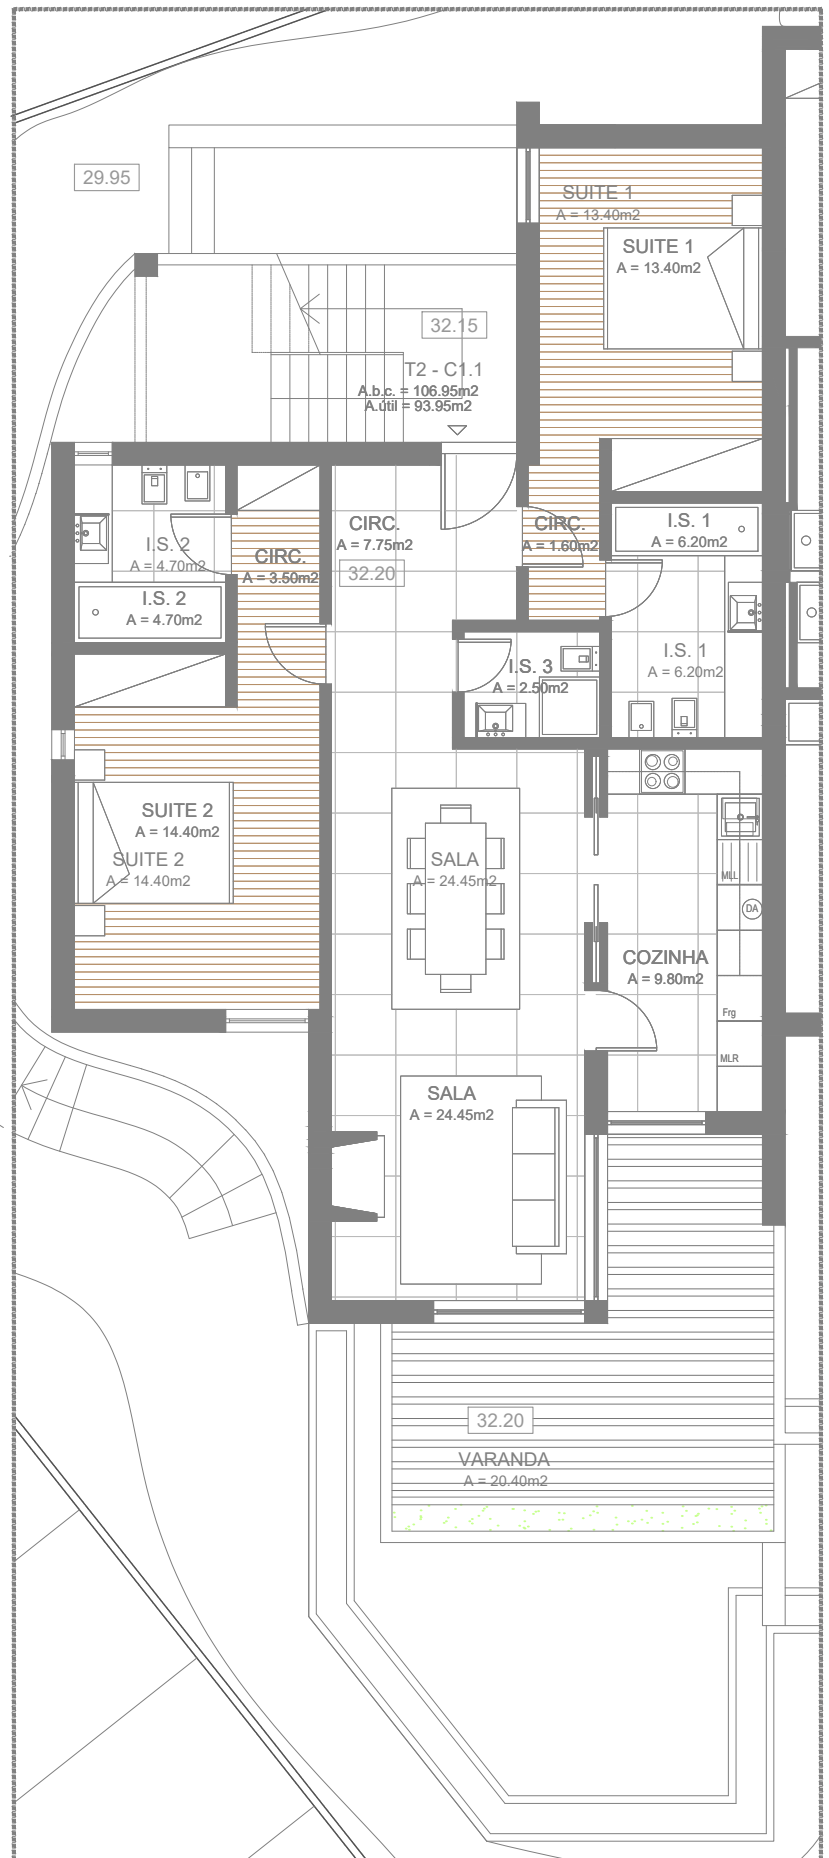 29.95
SUITE 1
A = 13.40m2
SUITE 1
A = 13.40m2
32.15
T2 - C1.1
A.b.c. = 106.95m2
A.útil = 93.95m2
CIRC.
A = 7.75m2
32.20
CIRC.
A = 1.60m2
I.S. 1
A = 6.20m2
I.S. 2
A = 4.70m2
CIRC.
A = 3.50m2
I.S. 2
A = 4.70m2
I.S. 3
A = 2.50m2
I.S. 1
A = 6.20m2
SUITE 2
A = 14.40m2
SUITE 2
A = 14.40m2
SALA
A = 24.45m2
MLL
DA
COZINHA
A = 9.80m2
Frg
MLR
SALA
A = 24.45m2
32.20
VARANDA
A = 20.40m2